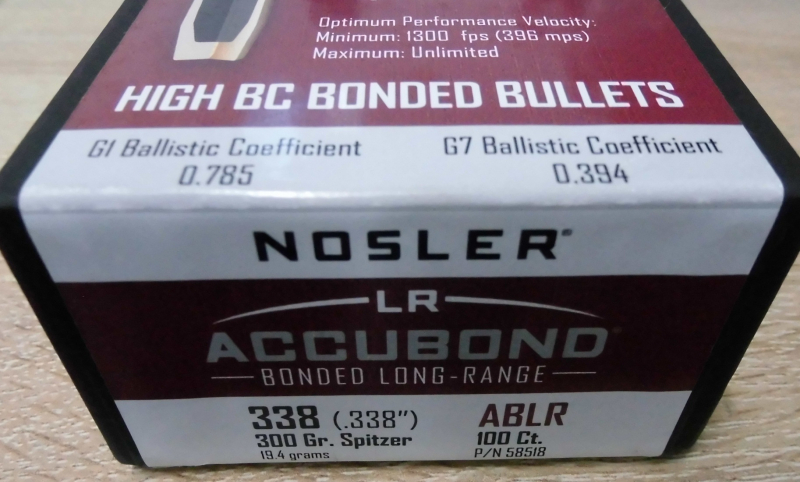 Optimum Performance Velocity:
Minimum: 1300 fps (396 mps)
Maximum: Unlimited
HIGH BC BONDED BULLETS
G1 Ballistic Coefficient G7 Ballistic Coefficient
0.785 0.394
NOSLER®
LR
ACCUBOND®
BONDED LONG-RANGE
338 (.338") ABLR
300 Gr. Spitzer 100 Ct.
19.4 grams P/N 58518